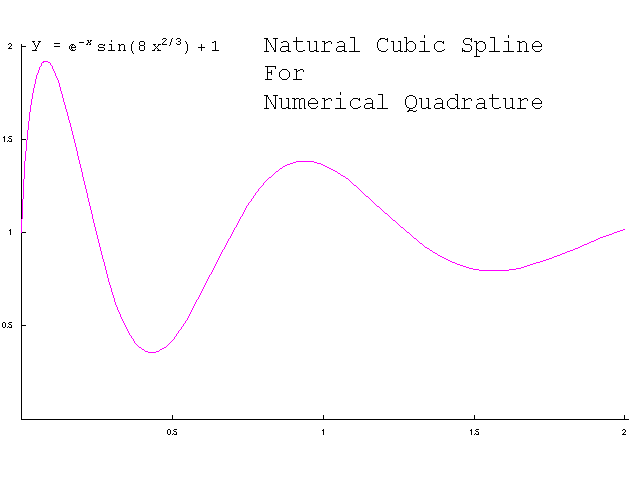 y = e^{-x} sin(8 x^{2/3}) + 1
Natural Cubic Spline
For
Numerical Quadrature
2
1.5
1
0.5
0.5
1
1.5
2